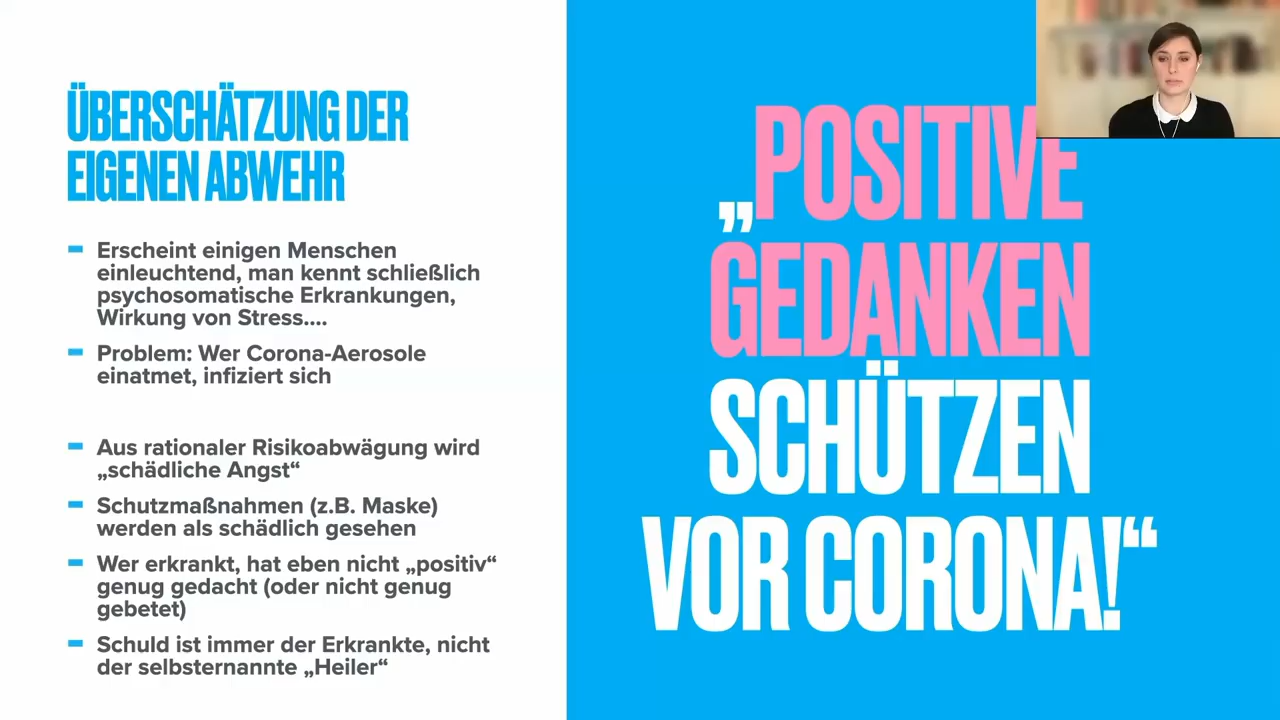 ÜBERSCHÄTZUNG DER
EIGENEN ABWEHR
Erscheint einigen Menschen
einleuchtend, man kennt schließlich
psychosomatische Erkrankungen,
Wirkung von Stress....
Problem: Wer Corona-Aerosole
einatmet, infiziert sich
Aus rationaler Risikoabwägung wird
„schädliche Angst“
Schutzmaßnahmen (z.B. Maske)
werden als schädlich gesehen
Wer erkrankt, hat eben nicht „positiv“
genug gedacht (oder nicht genug
gebetet)
Schuld ist immer der Erkrankte, nicht
der selbsternannte „Heiler“
„POSITIVE
GEDANKEN
SCHÜTZEN
VOR CORONA!“